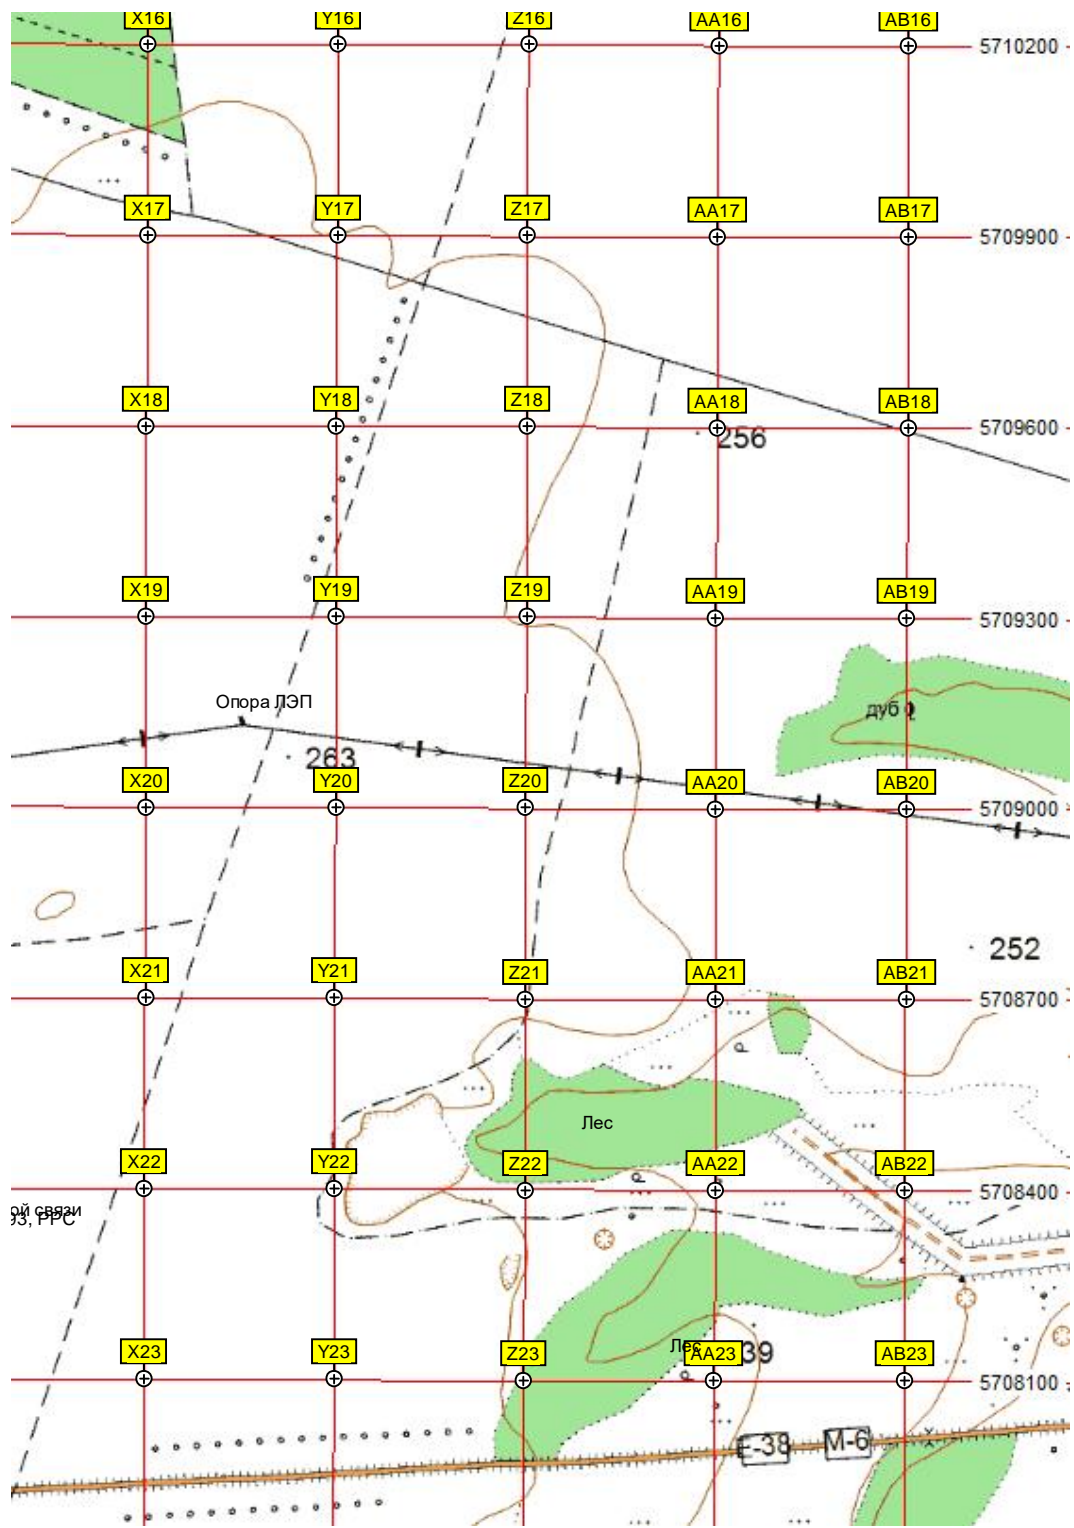 X16 Y16 Z16 AA16 AB16
5710200
X17 Y17 Z17 AA17 AB17
5709900
X18 Y18 Z18 AA18 AB18
5709600
256
X19 Y19 Z19 AA19 AB19
5709300
Опора ЛЭП
дуб
263
X20 Y20 Z20 AA20 AB20
5709000
252
X21 Y21 Z21 AA21 AB21
5708700
Лес
X22 Y22 Z22 AA22 AB22
5708400
ой связи
93, РРС
Лес
39
X23 Y23 Z23 AA23 AB23
5708100
E-38 М-6